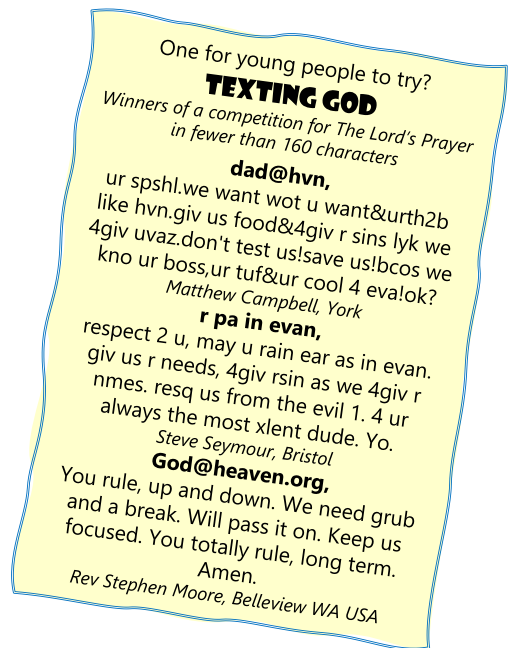 One for young people to try?
TEXTING GOD
Winners of a competition for The Lord's Prayer
in fewer than 160 characters
dad@hvn,
ur spshl.we want wot u want&urth2b
like hvn.giv us food&4giv r sins lyk we
4giv uvaz.don't test us!save us!bcos we
kno ur boss,ur tuf&ur cool 4 eva!ok?
Matthew Campbell, York
r pa in evan,
respect 2 u, may u rain ear as in evan.
giv us r needs, 4giv rsin as we 4giv r
nmes. resq us from the evil 1. 4 ur
always the most xlent dude. Yo.
Steve Seymour, Bristol
God@heaven.org,
You rule, up and down. We need grub
and a break. Will pass it on. Keep us
focused. You totally rule, long term.
Amen.
Rev Stephen Moore, Belleview WA USA